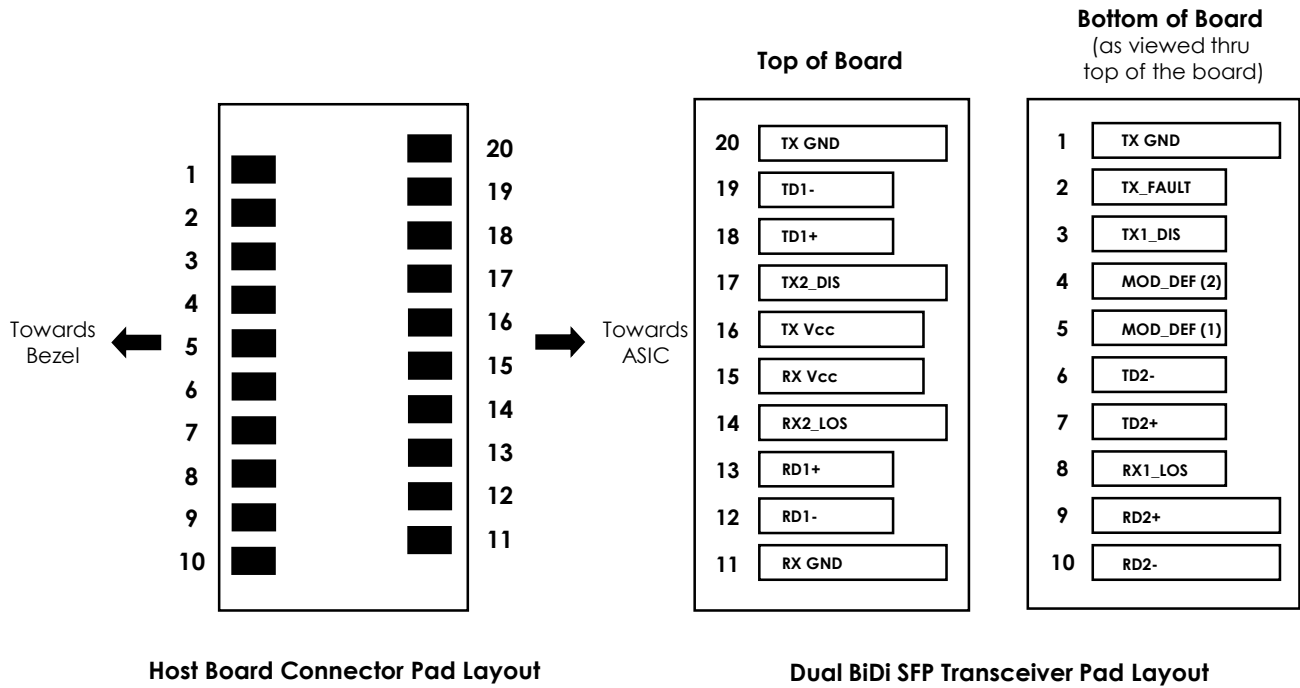 Bottom of Board
(as viewed thru
top of the board)
Top of Board
1
2
3
4
5
6
7
8
9
10
20
19
18
17
16
15
14
13
12
11
Towards
Bezel
Towards
ASIC
20 TX GND
19 TD1-
18 TD1+
17 TX2_DIS
16 TX Vcc
15 RX Vcc
14 RX2_LOS
13 RD1+
12 RD1-
11 RX GND
1 TX GND
2 TX_FAULT
3 TX1_DIS
4 MOD_DEF (2)
5 MOD_DEF (1)
6 TD2-
7 TD2+
8 RX1_LOS
9 RD2+
10 RD2-
Host Board Connector Pad Layout
Dual BiDi SFP Transceiver Pad Layout